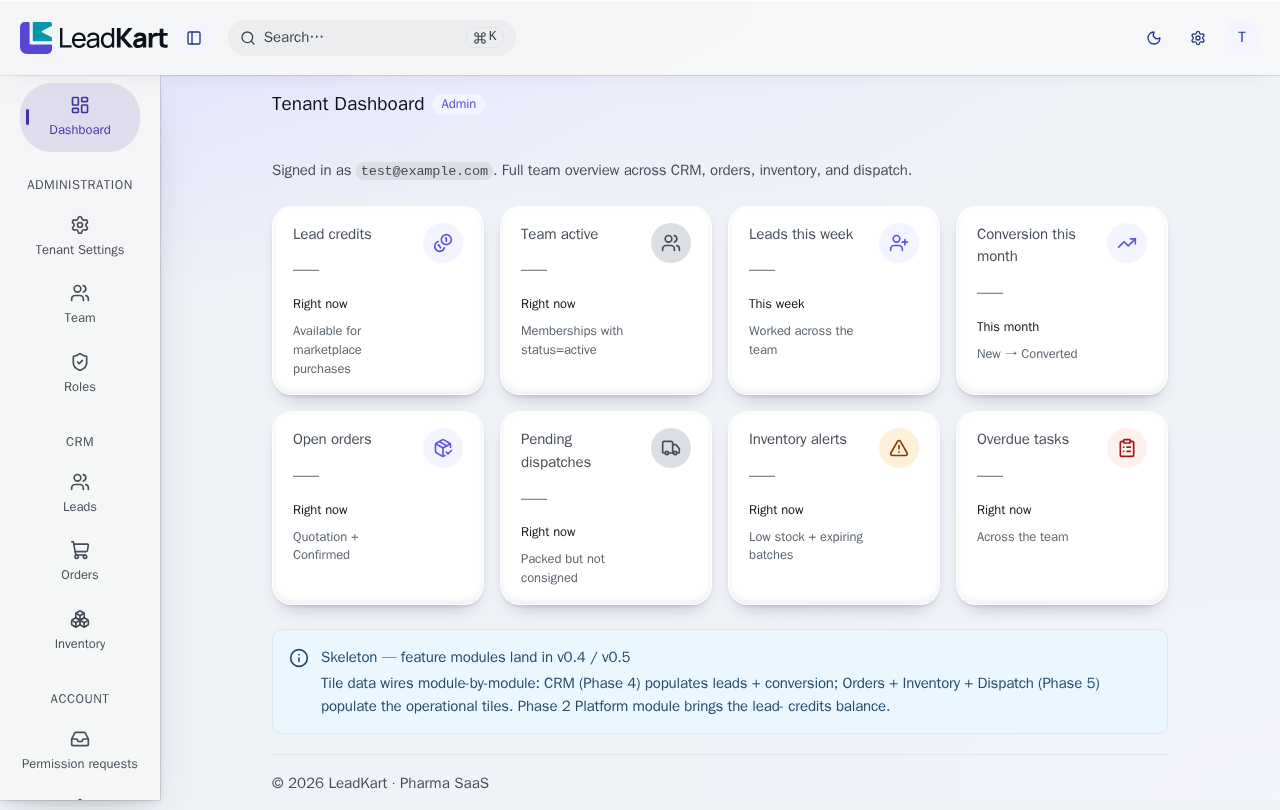 LeadKart
Search⋯
⌘K
T
Dashboard
ADMINISTRATION
Tenant Settings
Team
Roles
CRM
Leads
Orders
Inventory
ACCOUNT
Permission requests
Tenant Dashboard
Admin
Signed in as test@example.com. Full team overview across CRM, orders, inventory, and dispatch.
Lead credits
—
Right now
Available for
marketplace
purchases
Team active
—
Right now
Memberships with
status=active
Leads this week
—
This week
Worked across the
team
Conversion this
month
—
This month
New → Converted
Open orders
—
Right now
Quotation +
Confirmed
Pending
dispatches
—
Right now
Packed but not
consigned
Inventory alerts
—
Right now
Low stock + expiring
batches
Overdue tasks
—
Right now
Across the team
Skeleton — feature modules land in v0.4 / v0.5
Tile data wires module-by-module: CRM (Phase 4) populates leads + conversion; Orders + Inventory + Dispatch (Phase 5)
populate the operational tiles. Phase 2 Platform module brings the lead- credits balance.
© 2026 LeadKart · Pharma SaaS